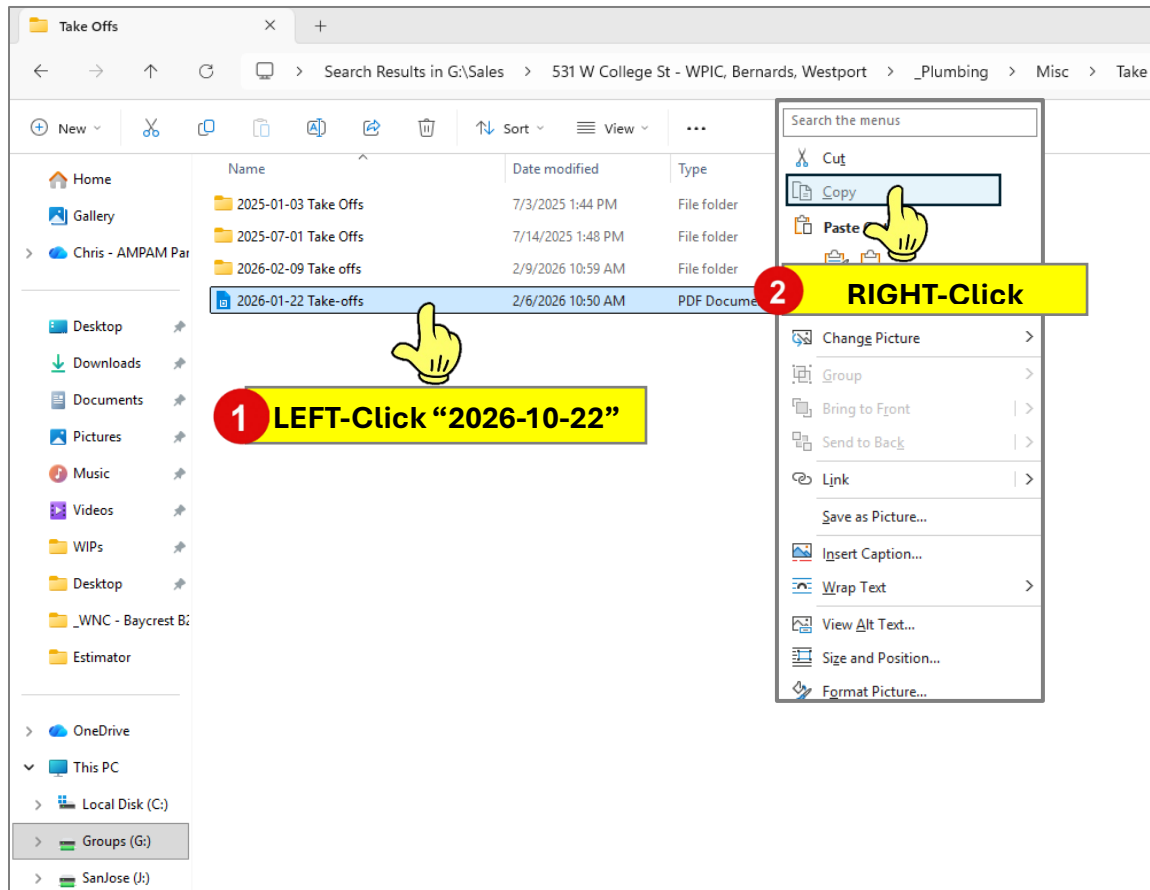 Take Offs
Search Results in G:\Sales > 531 W College St - WPIC, Bernards, Westport > _Plumbing > Misc > Take
New Sort View ...
Search the menus
Cut
Copy
Paste
2 RIGHT-Click
Change Picture
Group
Bring to Front
Send to Back
Link
Save as Picture...
Insert Caption...
Wrap Text
View Alt Text...
Size and Position...
Format Picture...
Name Date modified Type
2025-01-03 Take Offs 7/3/2025 1:44 PM File folder
2025-07-01 Take Offs 7/14/2025 1:48 PM File folder
2026-02-09 Take offs 2/9/2026 10:59 AM File folder
2026-01-22 Take-offs 2/6/2026 10:50 AM PDF Docume
1 LEFT-Click “2026-10-22”
Home
Gallery
Chris - AMPAM Par
Desktop
Downloads
Documents
Pictures
Music
Videos
WIPs
Desktop
_WNC - Baycrest B2
Estimator
OneDrive
This PC
Local Disk (C:)
Groups (G:)
SanJose (J:)